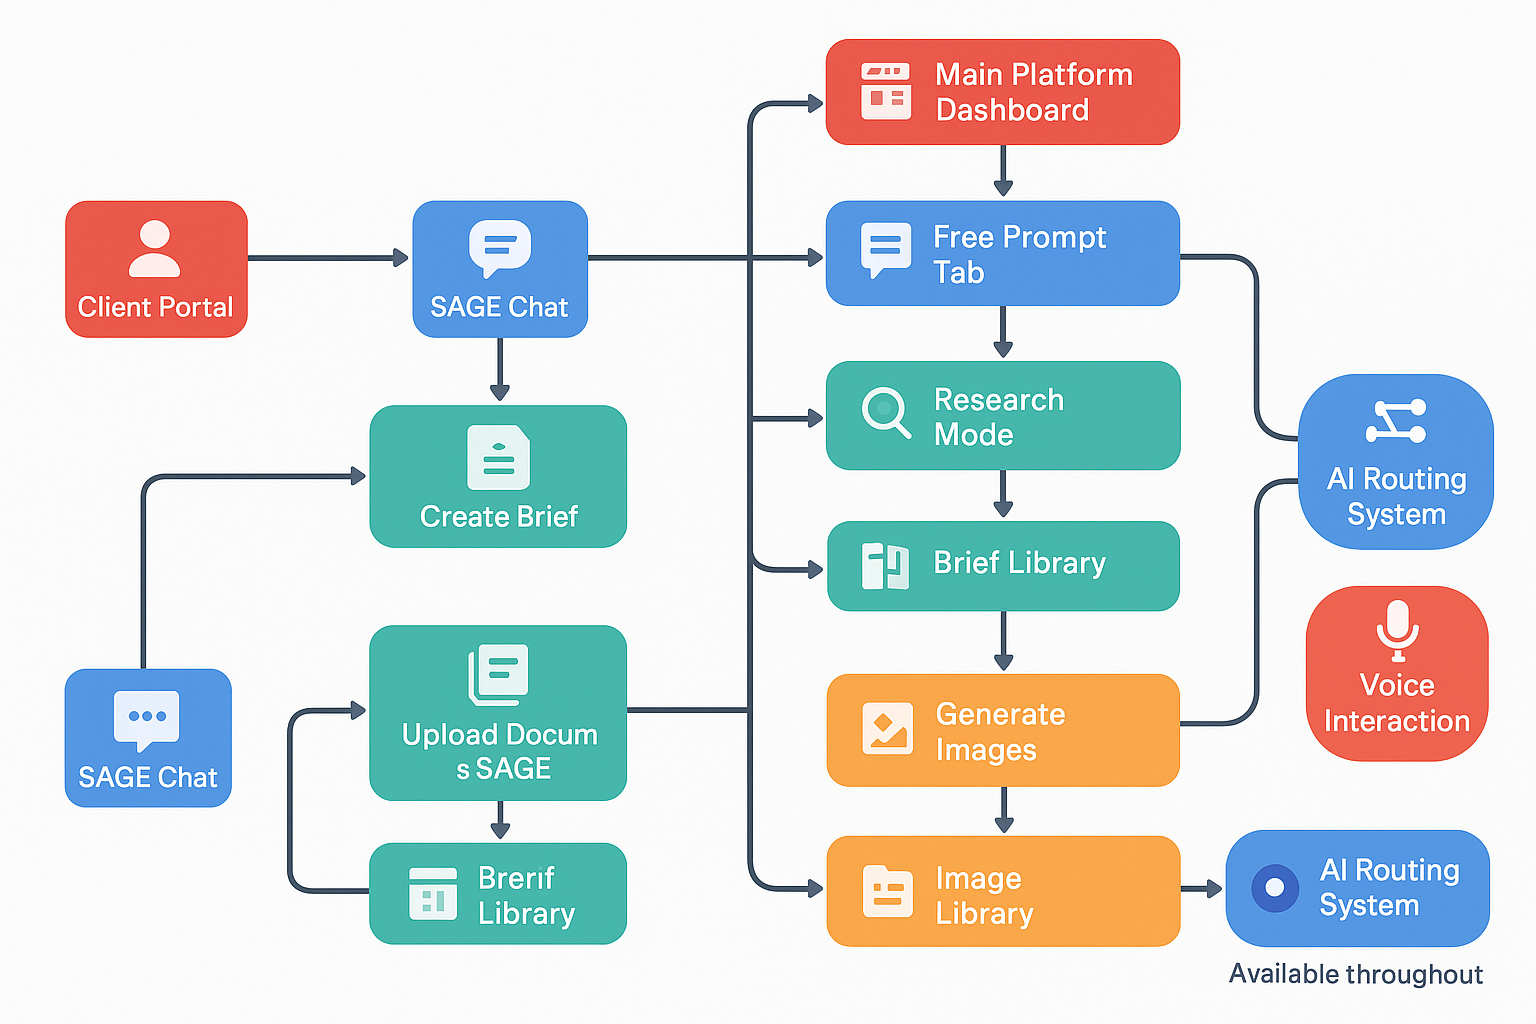 Main Platform
Dashboard
Client Portal
SAGE Chat
Free Prompt
Tab
Create Brief
Research
Mode
AI Routing
System
Brief Library
SAGE Chat
Upload Docum
s SAGE
Generate
Images
Voice
Interaction
Brerif
Library
Image
Library
AI Routing
System
Available throughout